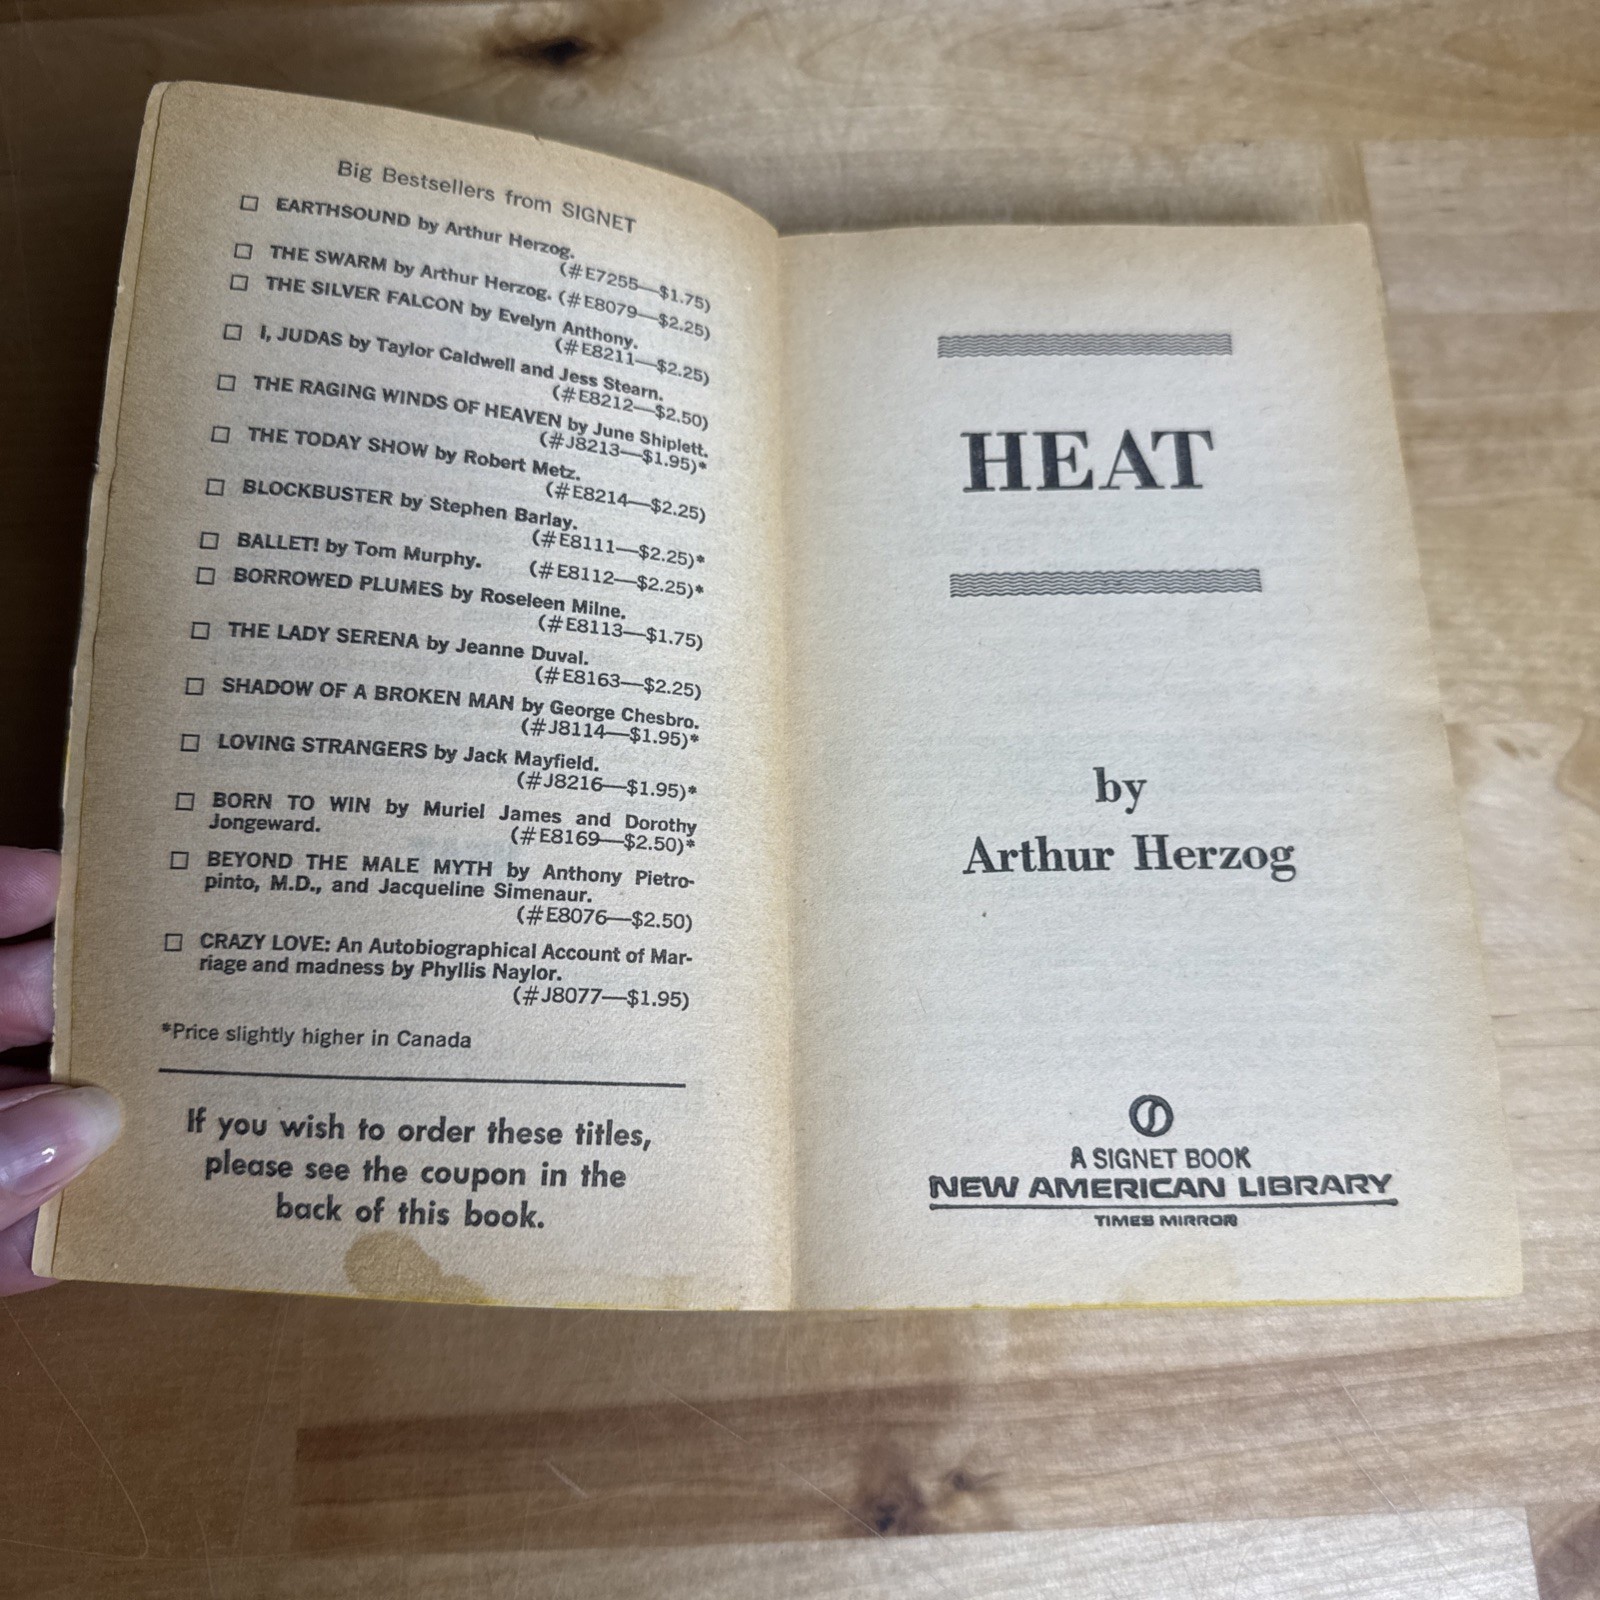 Big Bestsellers from SIGNET
□ EARTHSOUND by Arthur Herzog.
(#E7255—$1.75)
□ THE SWARM by Arthur Herzog. (#E8079—$2.25)
□ THE SILVER FALCON by Evelyn Anthony.
(#E8211—$2.25)
□ I, JUDAS by Taylor Caldwell and Jess Stearn.
(#E8212—$2.50)
□ THE RAGING WINDS OF HEAVEN by June Shiplett.
(#J8213—$1.95)*
□ THE TODAY SHOW by Robert Metz.
(#E8214—$2.25)
□ BLOCKBUSTER by Stephen Barlay.
(#E8111—$2.25)*
□ BALLET! by Tom Murphy. (#E8112—$2.25)*
□ BORROWED PLUMES by Roseleen Milne.
(#E8113—$1.75)
□ THE LADY SERENA by Jeanne Duval.
(#E8163—$2.25)
□ SHADOW OF A BROKEN MAN by George Chesbro.
(#J8114—$1.95)*
□ LOVING STRANGERS by Jack Mayfield.
(#J8216—$1.95)*
□ BORN TO WIN by Muriel James and Dorothy
Jongeward. (#E8169—$2.50)*
□ BEYOND THE MALE MYTH by Anthony Pietro-
pinto, M.D., and Jacqueline Simenaur.
(#E8076—$2.50)
□ CRAZY LOVE: An Autobiographical Account of Mar-
riage and madness by Phyllis Naylor.
(#J8077—$1.95)
*Price slightly higher in Canada
If you wish to order these titles,
please see the coupon in the
back of this book.
HEAT
by
Arthur Herzog
A SIGNET BOOK
NEW AMERICAN LIBRARY
TIMES MIRROR